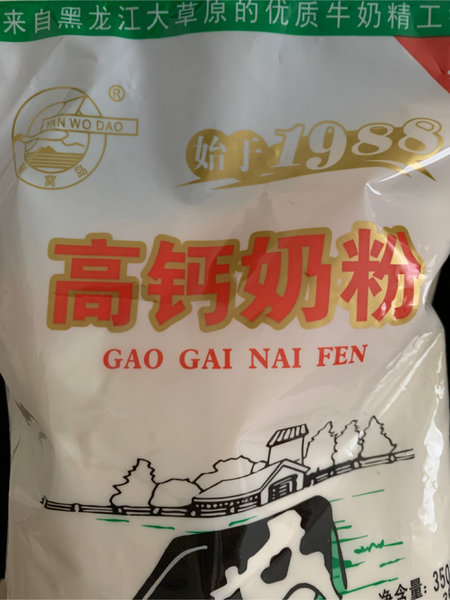 来自黑龙江大草原的优质牛奶精工
®
YAN WO DAO
始于1988
高钙奶粉
GAO GAI NAI FEN
净含量: 350